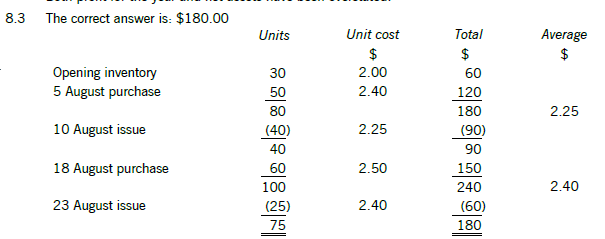 8.3 The correct answer is: $180.00
Units Unit cost Total Average
$ $ $
Opening inventory 30 2.00 60
5 August purchase 50 2.40 120
80 180 2.25
10 August issue (40) 2.25 (90)
40 90
18 August purchase 60 2.50 150
100 240 2.40
23 August issue (25) 2.40 (60)
75 180